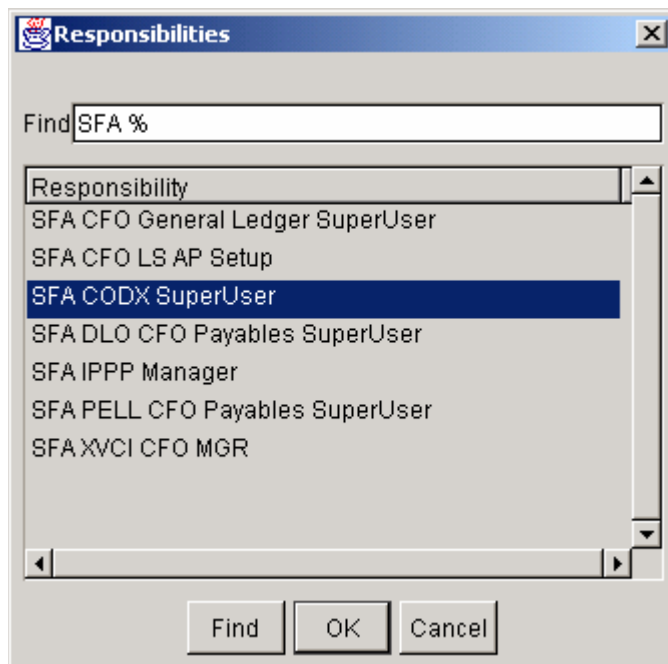 Responsibilities
Find SFA %
Responsibility
SFA CFO General Ledger SuperUser
SFA CFO LS AP Setup
SFA CODX SuperUser
SFA DLO CFO Payables SuperUser
SFA IPPP Manager
SFA PELL CFO Payables SuperUser
SFA XVCI CFO MGR
Find OK Cancel